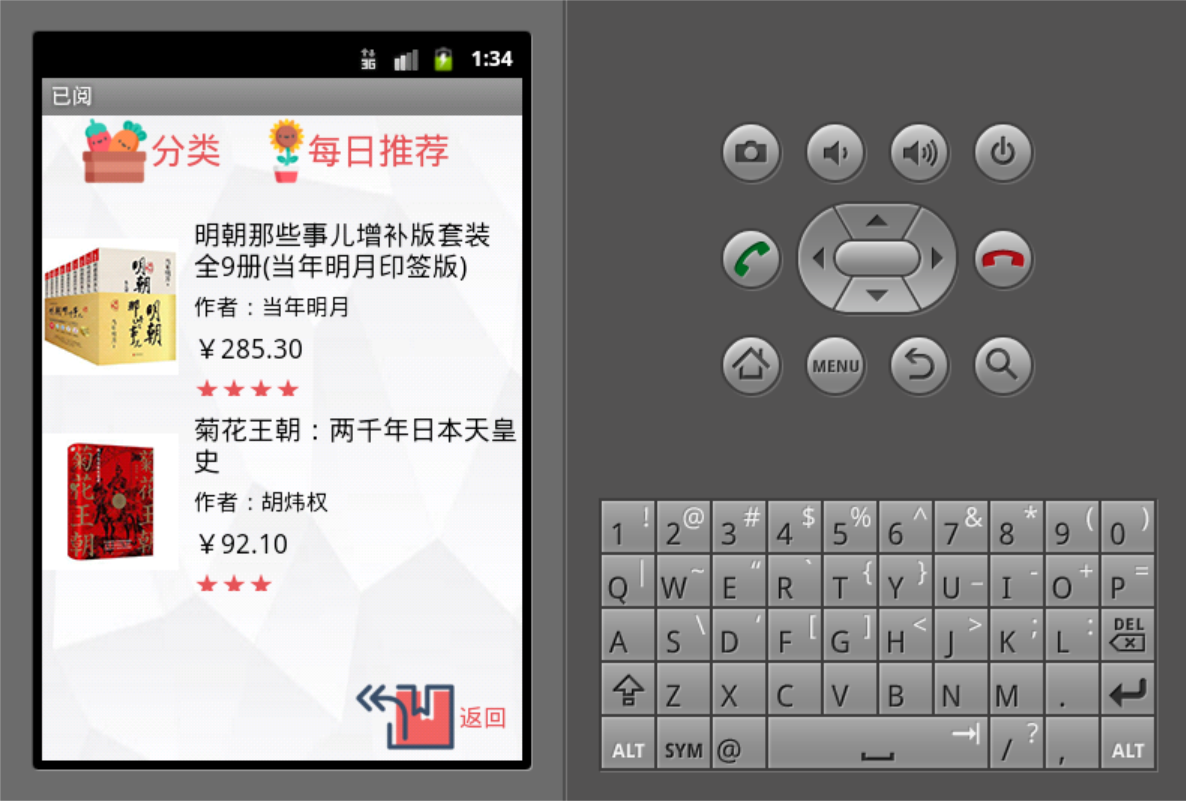 3G 1:34
已阅
分类 每日推荐
明朝那些事儿增补版套装
全9册(当年明月印签版)
作者：当年明月
￥285.30
菊花王朝：两千年日本天皇
史
作者：胡炜权
￥92.10
菊花王朝
返回
MENU
1 ! 2 @ 3 # 4 $ 5 % 6 ^ 7 & 8 * 9 ( 0 )
Q | W ~ E “ R ` T { Y } U _ I - O + P =
A S \ D ‘ F [ G ] H < J > K ; L : DEL
Z X C V B N M .
ALT SYM @ / ? , ALT